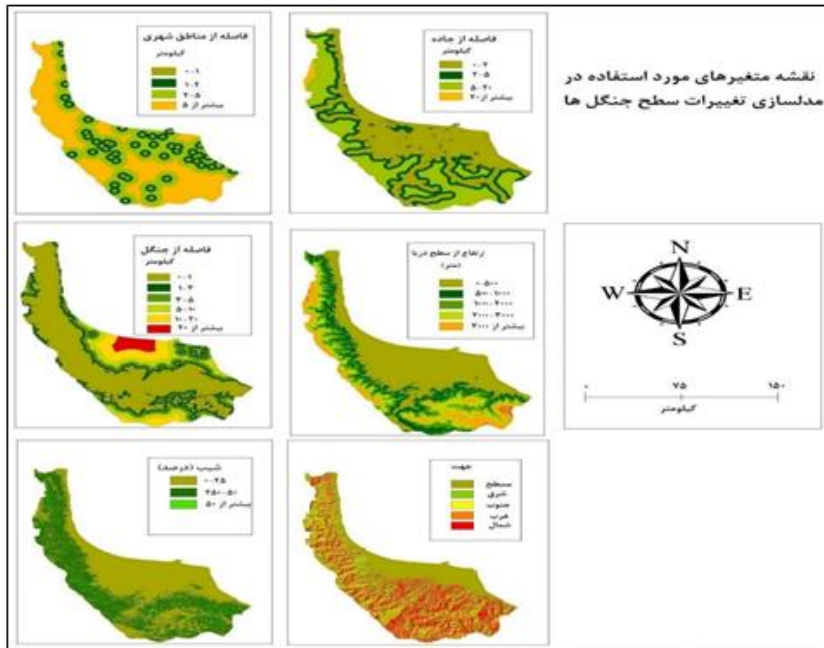 نقشه متغیرهای مورد استفاده در
مدلسازی تغییرات سطح جنگل ها
فاصله از جاده
کیلومتر
۰-۲
۲-۵
۵-۲۰
بیشتر از ۲۰
فاصله از مناطق شهری
کیلومتر
۰-۱
۱-۲
۲-۵
بیشتر از ۵
ارتفاع از سطح دریا
(متر)
۰-۵۰۰
۵۰۰-۱۰۰۰
۱۰۰۰-۲۰۰۰
۲۰۰۰-۳۰۰۰
بیشتر از
فاصله از جنگل
کیلومتر
۰-۱
۱-۳
۳-۵
۵-۱۰
۱۰-۲۰
بیشتر از ۲۰
N
W
E
S
۰
۷۵
۱۵۰
کیلومتر
جهت
مسطح
شرق
جنوب
غرب
شمال
شیب (درصد)
۰-۲۵
۲۵۰-۵۰
بیشتر از ۵۰